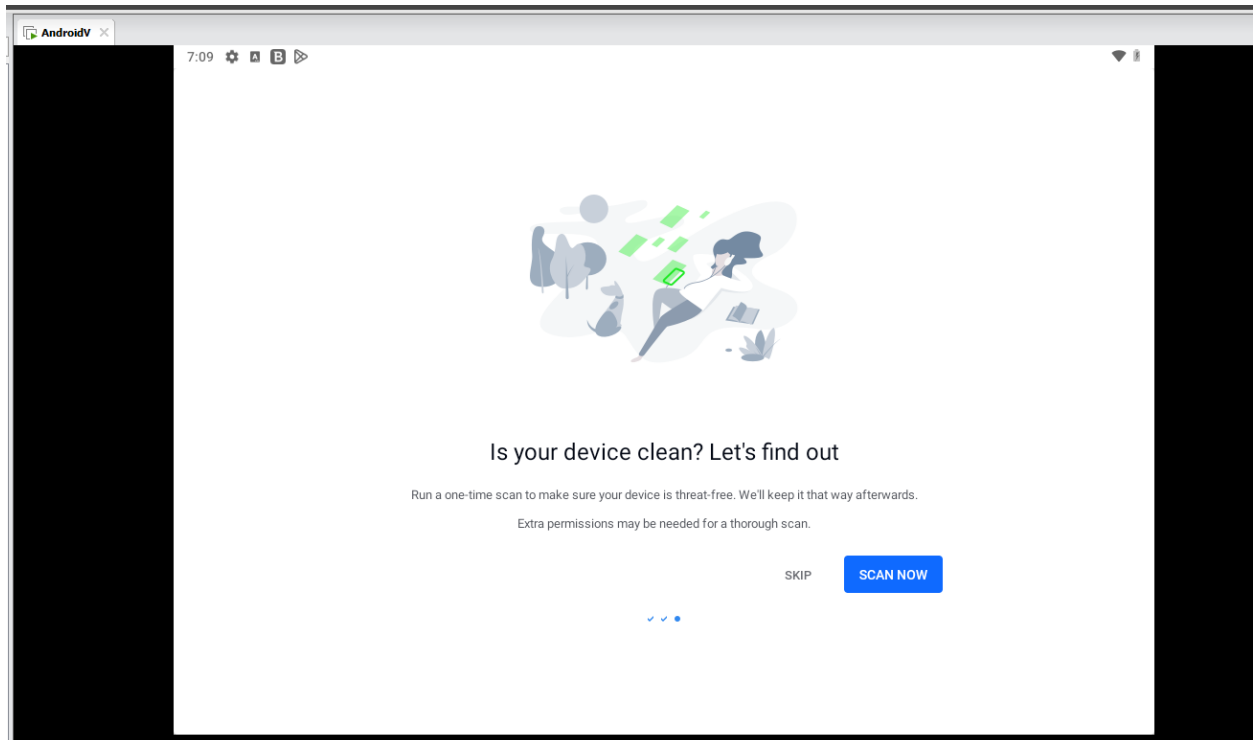 AndroidV
7:09 A B
Is your device clean? Let's find out
Run a one-time scan to make sure your device is threat-free. We'll keep it that way afterwards.
Extra permissions may be needed for a thorough scan.
SKIP SCAN NOW